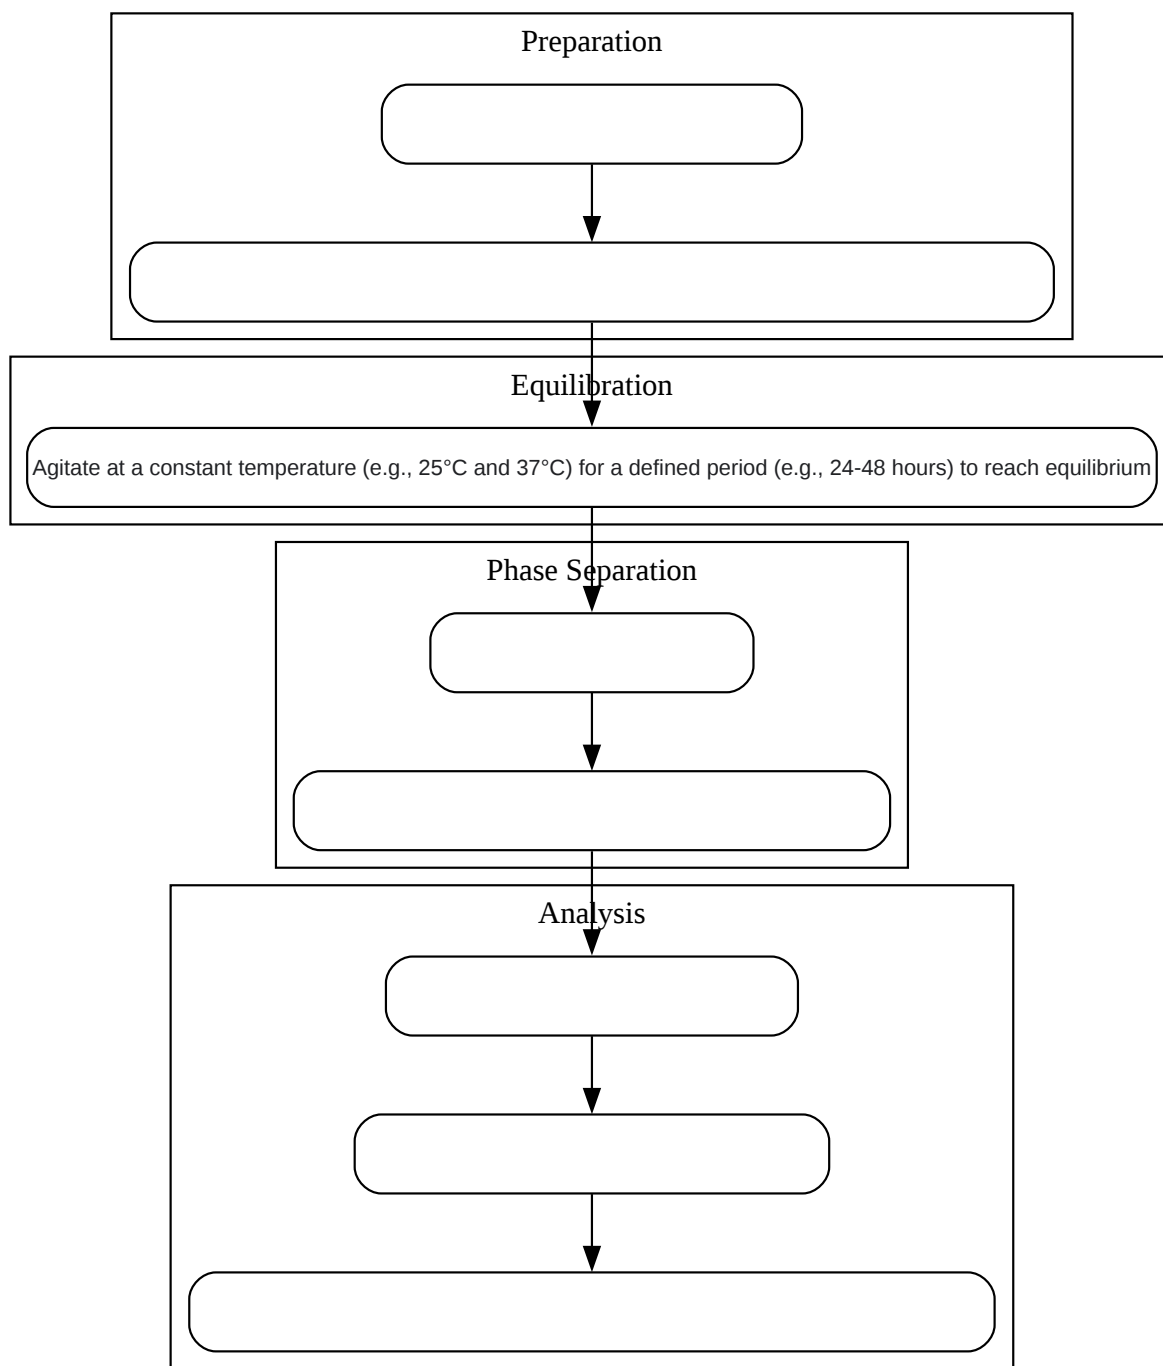 Preparation
Equilibration
Agitate at a constant temperature (e.g., 25°C and 37°C) for a defined period (e.g., 24-48 hours) to reach equilibrium
Phase Separation
Analysis